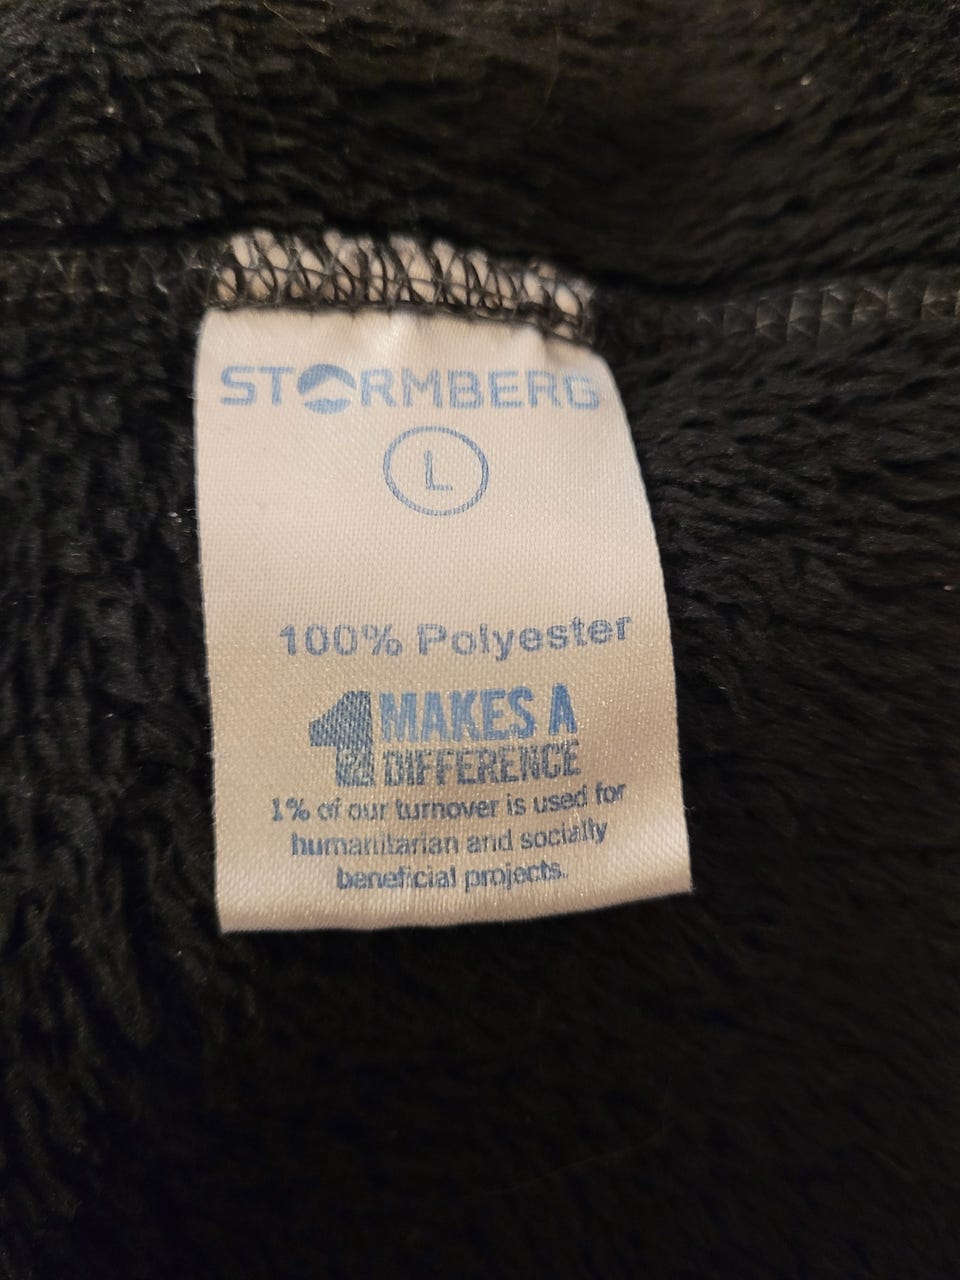 STORMBERG
L
100% Polyester
1% MAKES A
DIFFERENCE
1% of our turnover is used for
humanitarian and socially
beneficial projects.